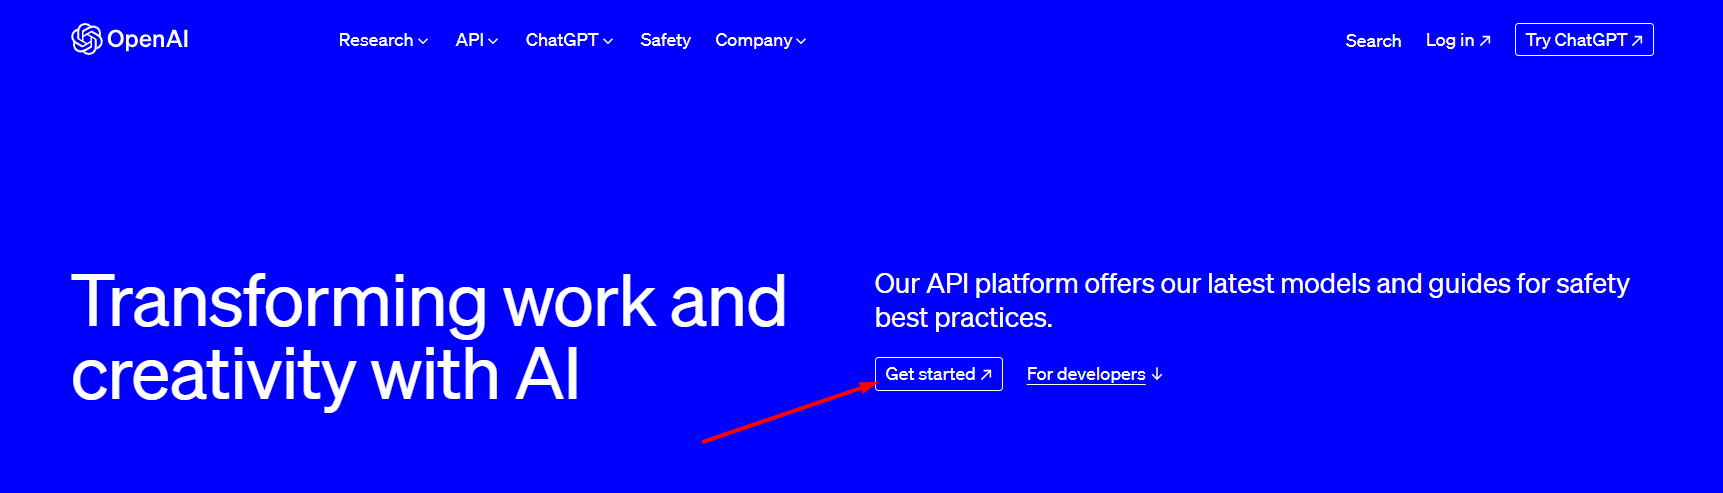 OpenAI
Research
API
ChatGPT
Safety
Company
Search
Log in ↗
Try ChatGPT ↗
Transforming work and
creativity with AI
Our API platform offers our latest models and guides for safety
best practices.
Get started ↗
For developers ↓